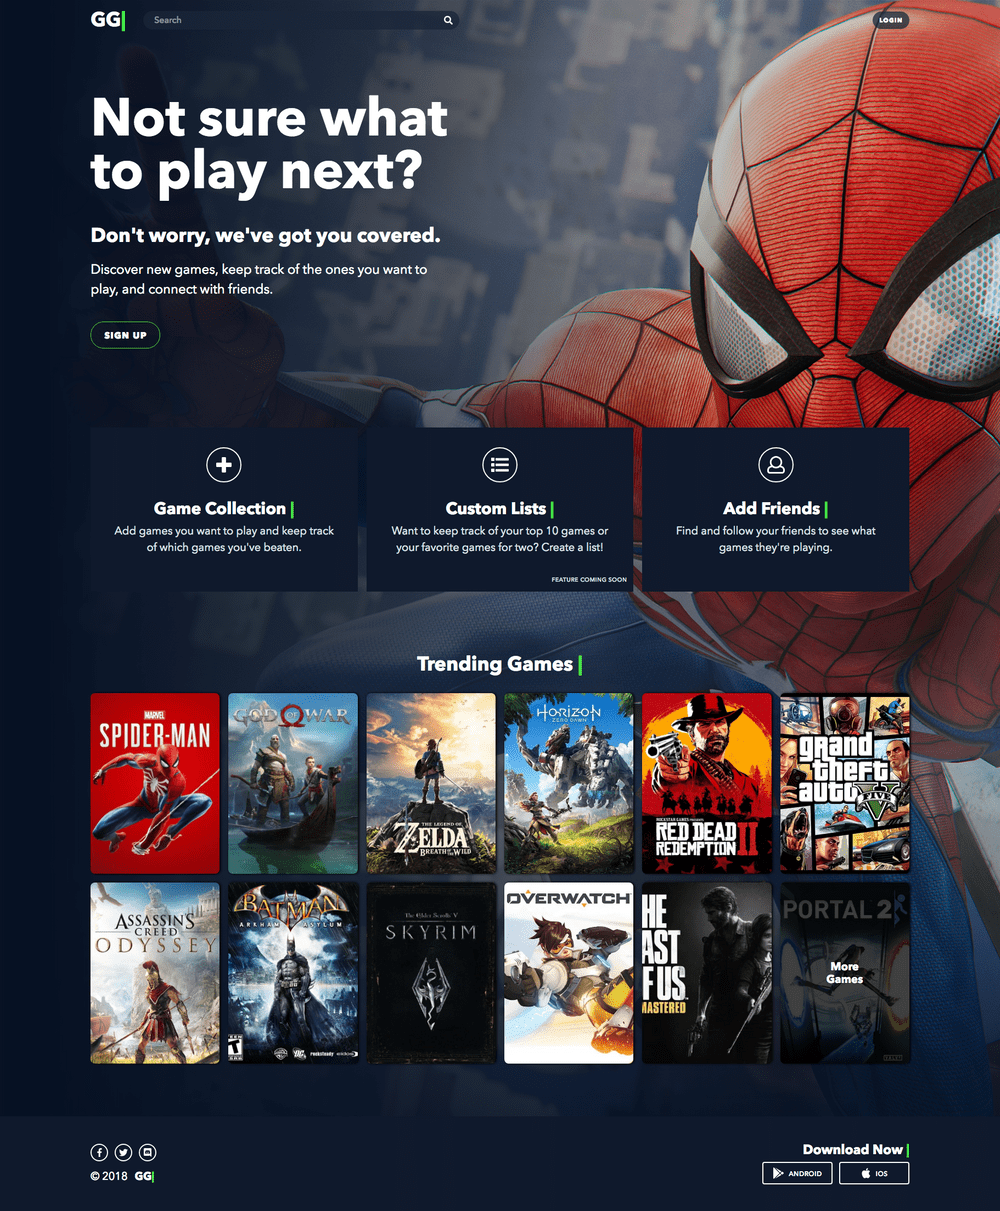 GG|
Search
LOGIN
Not sure what
to play next?
Don't worry, we've got you covered.
Discover new games, keep track of the ones you want to
play, and connect with friends.
SIGN UP
Game Collection |
Add games you want to play and keep track
of which games you've beaten.
Custom Lists |
Want to keep track of your top 10 games or
your favorite games for two? Create a list!
FEATURE COMING SOON
Add Friends |
Find and follow your friends to see what
games they're playing.
Trending Games |
MARVEL
SPIDER-MAN
GOD OF WAR
THE LEGEND OF
ZELDA
BREATH OF THE WILD
HORIZON
ZERO DAWN
ROCKSTAR GAMES PRESENTS
RED DEAD
REDEMPTION II
grand
theft
auto
FIVE
ASSASSIN'S
CREED
ODYSSEY
BATMAN
ARKHAM ASYLUM
T
DC
rocksteady eidos
The Elder Scrolls V
SKYRIM
OVERWATCH
HE
AST
F US
MASTERED
PORTAL 2
More
Games
Download Now |
© 2018 GG|
ANDROID
IOS